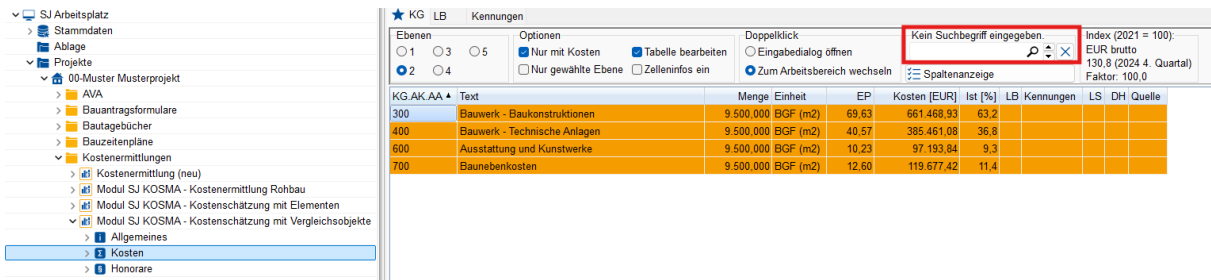 SJ Arbeitsplatz
Stammdaten
Ablage
Projekte
00-Muster Musterprojekt
AVA
Bauantragsformulare
Bautagebücher
Bauzeitenpläne
Kostenermittlungen
Kostenermittlung (neu)
Modul SJ KOSMA - Kostenermittlung Rohbau
Modul SJ KOSMA - Kostenschätzung mit Elementen
Modul SJ KOSMA - Kostenschätzung mit Vergleichsobjekte
Allgemeines
Kosten
Honorare
KG LB Kennungen
Ebenen
1 3 5
2 4
Optionen
Nur mit Kosten Tabelle bearbeiten
Nur gewählte Ebene Zelleninfos ein
Doppelklick
Eingabedialog öffnen
Zum Arbeitsbereich wechseln
Kein Suchbegriff eingegeben.
Spaltenanzeige
Index (2021 = 100):
EUR brutto
130,8 (2024 4. Quartal)
Faktor: 100,0
KG.AK.AA Text Menge Einheit EP Kosten [EUR] Ist [%] LB Kennungen LS DH Quelle
300 Bauwerk - Baukonstruktionen 9.500,000 BGF (m2) 69,63 661.468,93 63,2
400 Bauwerk - Technische Anlagen 9.500,000 BGF (m2) 40,57 385.461,08 36,8
600 Ausstattung und Kunstwerke 9.500,000 BGF (m2) 10,23 97.193,84 9,3
700 Baunebenkosten 9.500,000 BGF (m2) 12,60 119.677,42 11,4